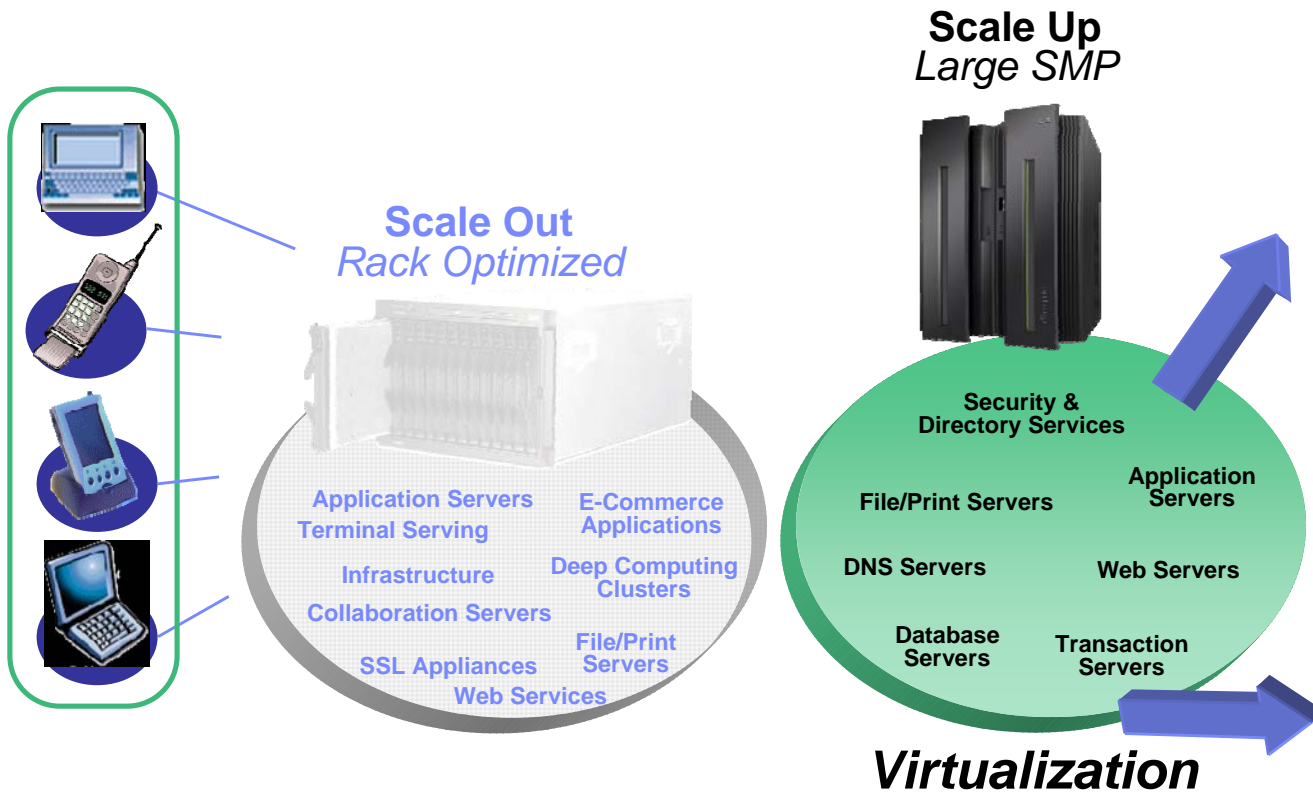 Scale Up
Large SMP
Scale Out
Rack Optimized
Application Servers
Terminal Serving
Infrastructure
Collaboration Servers
SSL Appliances
Web Services
E-Commerce
Applications
Deep Computing
Clusters
File/Print
Servers
Security &
Directory Services
File/Print Servers
Application
Servers
DNS Servers
Web Servers
Database
Servers
Transaction
Servers
Virtualization